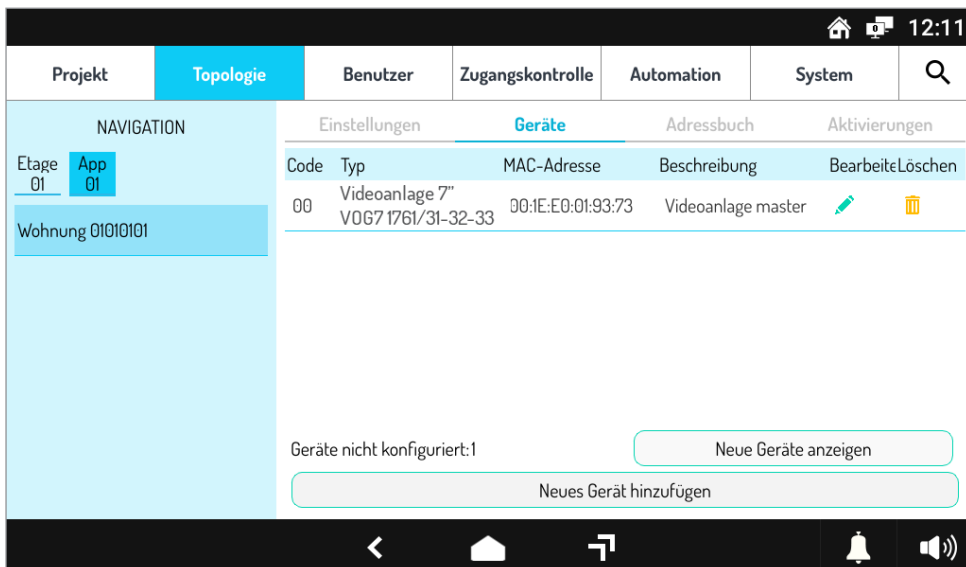 12:11
Projekt Topologie Benutzer Zugangskontrolle Automation System
NAVIGATION
Etage 01
App 01
Wohnung 01010101
Einstellungen Geräte Adressbuch Aktivierungen
Code Typ MAC-Adresse Beschreibung Bearbeite Löschen
00 Videoanlage 7" VOG7 1761/31-32-33 00:1E:E0:01:93:73 Videoanlage master
Geräte nicht konfiguriert:1 Neue Geräte anzeigen
Neues Gerät hinzufügen